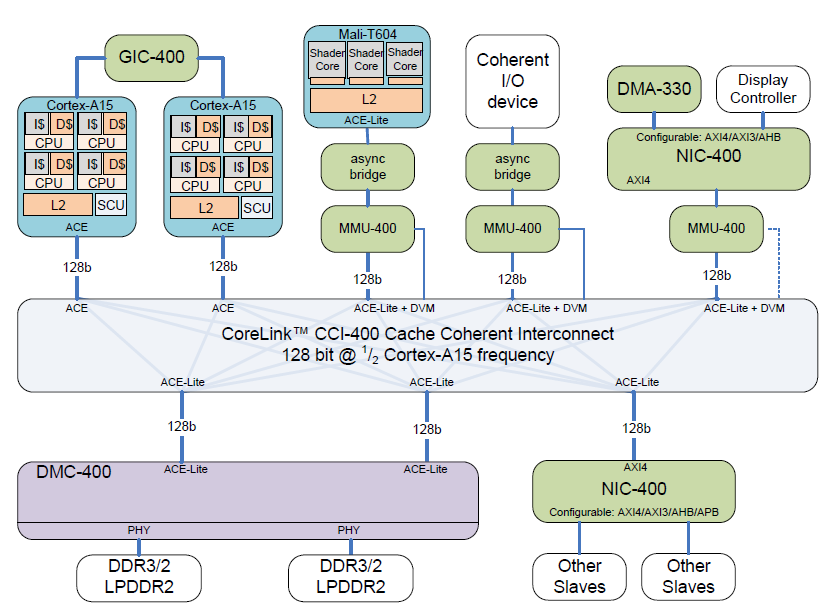 GIC-400
Cortex-A15
I$ D$ I$ D$
CPU CPU
I$ D$ I$ D$
CPU CPU
L2 SCU
ACE
Cortex-A15
I$ D$ I$ D$
CPU CPU
I$ D$ I$ D$
CPU CPU
L2 SCU
ACE
Mali-T604
Shader Shader Shader
Core Core Core
L2
ACE-Lite
async
bridge
MMU-400
Coherent
I/O
device
async
bridge
MMU-400
DMA-330
Display
Controller
Configurable: AXI4/AXI3/AHB
NIC-400
AXI4
MMU-400
128b 128b 128b 128b 128b
ACE ACE ACE-Lite + DVM ACE-Lite + DVM ACE-Lite + DVM
CoreLink™ CCI-400 Cache Coherent Interconnect
128 bit @ 1/2 Cortex-A15 frequency
ACE-Lite ACE-Lite ACE-Lite
128b 128b 128b
DMC-400
ACE-Lite ACE-Lite
PHY PHY
DDR3/2
LPDDR2
DDR3/2
LPDDR2
AXI4
NIC-400
Configurable: AXI4/AXI3/AHB/APB
Other
Slaves
Other
Slaves